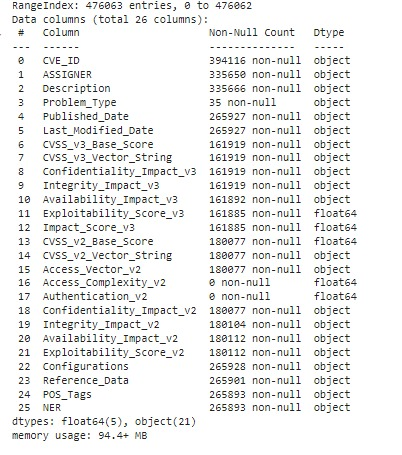 RangeIndex: 476063 entries, 0 to 476062
Data columns (total 26 columns):
# Column Non-Null Count Dtype
--- ------ -------------- -----
0 CVE_ID 394116 non-null object
1 ASSIGNER 335650 non-null object
2 Description 335666 non-null object
3 Problem_Type 35 non-null object
4 Published_Date 265927 non-null object
5 Last_Modified_Date 265927 non-null object
6 CVSS_v3_Base_Score 161919 non-null object
7 CVSS_v3_Vector_String 161919 non-null object
8 Confidentiality_Impact_v3 161919 non-null object
9 Integrity_Impact_v3 161919 non-null object
10 Availability_Impact_v3 161892 non-null object
11 Exploitability_Score_v3 161885 non-null float64
12 Impact_Score_v3 161885 non-null float64
13 CVSS_v2_Base_Score 180077 non-null float64
14 CVSS_v2_Vector_String 180077 non-null object
15 Access_Vector_v2 180077 non-null object
16 Access_Complexity_v2 0 non-null float64
17 Authentication_v2 0 non-null float64
18 Confidentiality_Impact_v2 180077 non-null object
19 Integrity_Impact_v2 180104 non-null object
20 Availability_Impact_v2 180112 non-null object
21 Exploitability_Score_v2 180112 non-null object
22 Configurations 265928 non-null object
23 Reference_Data 265901 non-null object
24 POS_Tags 265893 non-null object
25 NER 265893 non-null object
dtypes: float64(5), object(21)
memory usage: 94.4+ MB